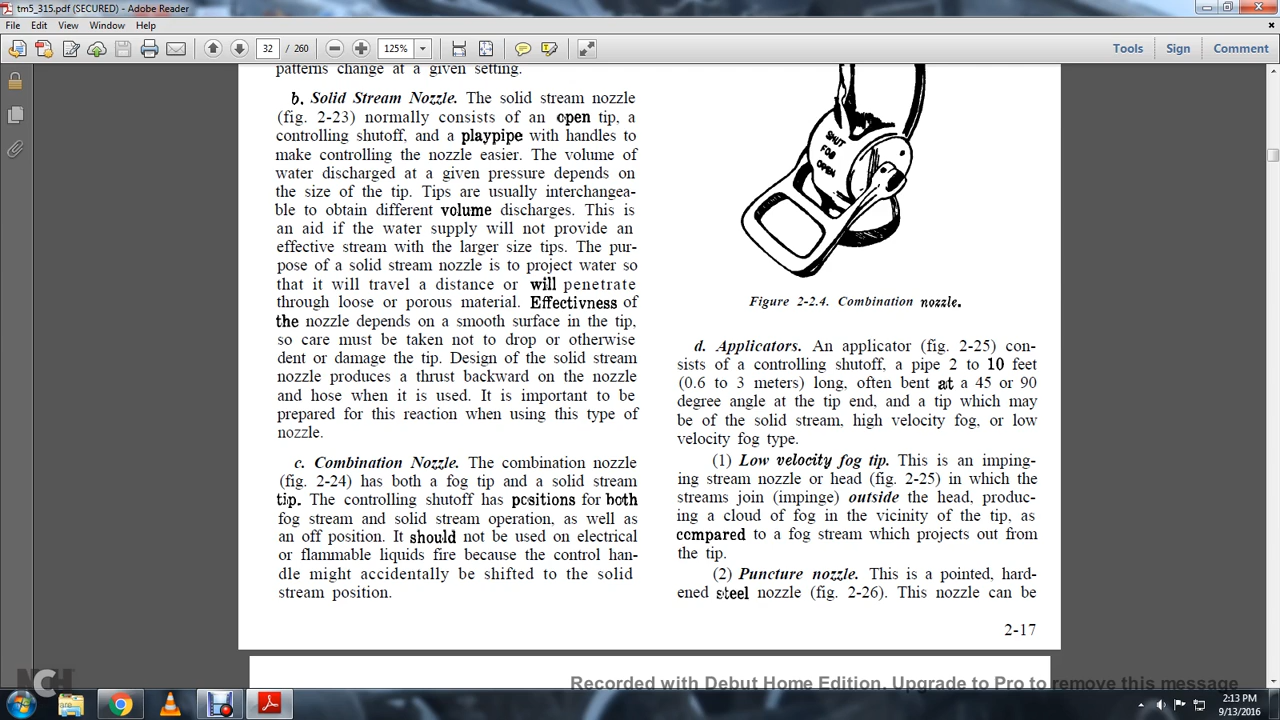 tm5_315.pdf (SECURED) - Adobe Reader
File Edit View Window Help
32 / 260 125% Tools Sign Comment
patterns change at a given setting.
b. Solid Stream Nozzle. The solid stream nozzle
(fig. 2-23) normally consists of an open tip, a
controlling shutoff, and a playpipe with handles to
make controlling the nozzle easier. The volume of
water discharged at a given pressure depends on
the size of the tip. Tips are usually interchangea-
ble to obtain different volume discharges. This is
an aid if the water supply will not provide an
effective stream with the larger size tips. The pur-
pose of a solid stream nozzle is to project water so
that it will travel a distance or will penetrate
through loose or porous material. Effectivness of
the nozzle depends on a smooth surface in the tip,
so care must be taken not to drop or otherwise
dent or damage the tip. Design of the solid stream
nozzle produces a thrust backward on the nozzle
and hose when it is used. It is important to be
prepared for this reaction when using this type of
nozzle.
c. Combination Nozzle. The combination nozzle
(fig. 2-24) has both a fog tip and a solid stream
tip. The controlling shutoff has positions for both
fog stream and solid stream operation, as well as
an off position. It should not be used on electrical
or flammable liquids fire because the control han-
dle might accidentally be shifted to the solid
stream position.
SHUT
FOG
OPEN
Figure 2-2.4. Combination nozzle.
d. Applicators. An applicator (fig. 2-25) con-
sists of a controlling shutoff, a pipe 2 to 10 feet
(0.6 to 3 meters) long, often bent at a 45 or 90
degree angle at the tip end, and a tip which may
be of the solid stream, high velocity fog, or low
velocity fog type.
(1) Low velocity fog tip. This is an imping-
ing stream nozzle or head (fig. 2-25) in which the
streams join (impinge) outside the head, produc-
ing a cloud of fog in the vicinity of the tip, as
compared to a fog stream which projects out from
the tip.
(2) Puncture nozzle. This is a pointed, hard-
ened steel nozzle (fig. 2-26). This nozzle can be
2-17
NCH
Recorded with Debut Home Edition. Upgrade to Pro to remove this message
2:13 PM
9/13/2016